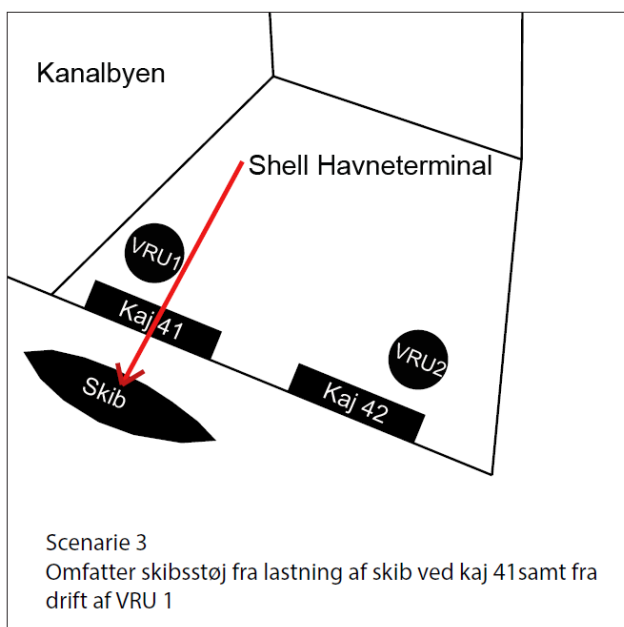 Kanalbyen
Shell Havneterminal
VRU1
Kaj 41
VRU2
Skib
Kaj 42
Scenarie 3
Omfatter skibsstøj fra lastning af skib ved kaj 41samt fra
drift af VRU 1